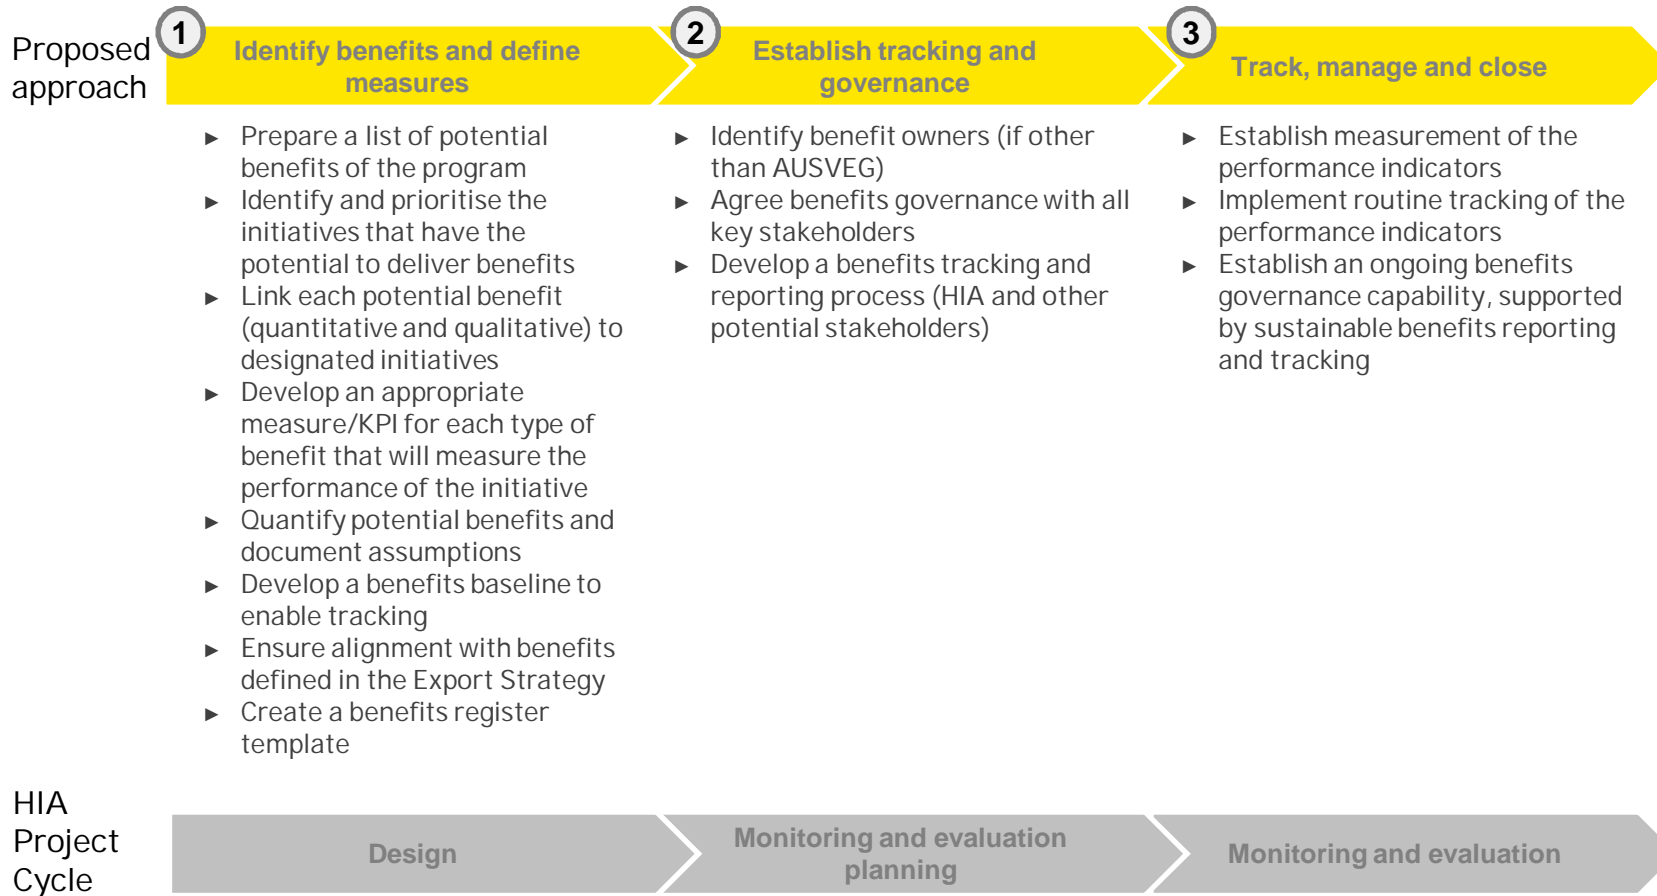 Proposed
approach
1
Identify benefits and define
measures
2
Establish tracking and
governance
3
Track, manage and close
► Prepare a list of potential
benefits of the program
► Identify and prioritise the
initiatives that have the
potential to deliver benefits
► Link each potential benefit
(quantitative and qualitative) to
designated initiatives
► Develop an appropriate
measure/KPI for each type of
benefit that will measure the
performance of the initiative
► Quantify potential benefits and
document assumptions
► Develop a benefits baseline to
enable tracking
► Ensure alignment with benefits
defined in the Export Strategy
► Create a benefits register
template
► Identify benefit owners (if other
than AUSVEG)
► Agree benefits governance with all
key stakeholders
► Develop a benefits tracking and
reporting process (HIA and other
potential stakeholders)
► Establish measurement of the
performance indicators
► Implement routine tracking of the
performance indicators
► Establish an ongoing benefits
governance capability, supported
by sustainable benefits reporting
and tracking
HIA
Project
Cycle
Design
Monitoring and evaluation
planning
Monitoring and evaluation